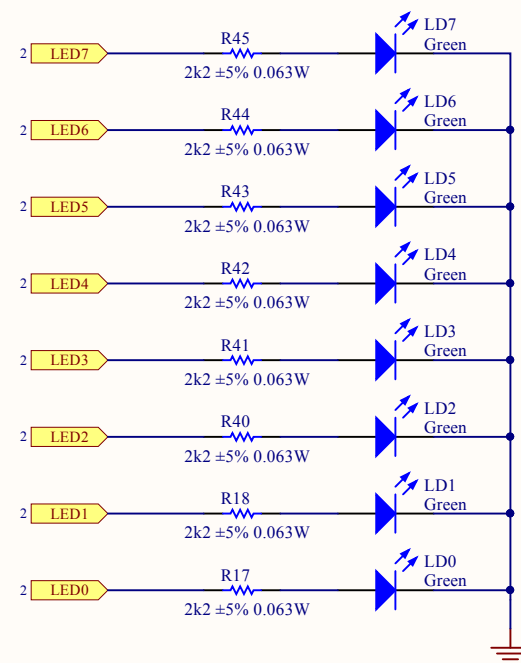 R45
LD7
2 LED7
Green
2k2 ±5% 0.063W
R44
LD6
2 LED6
Green
2k2 ±5% 0.063W
R43
LD5
2 LED5
Green
2k2 ±5% 0.063W
R42
LD4
2 LED4
Green
2k2 ±5% 0.063W
R41
LD3
2 LED3
Green
2k2 ±5% 0.063W
R40
LD2
2 LED2
Green
2k2 ±5% 0.063W
R18
LD1
2 LED1
Green
2k2 ±5% 0.063W
R17
LD0
2 LED0
Green
2k2 ±5% 0.063W